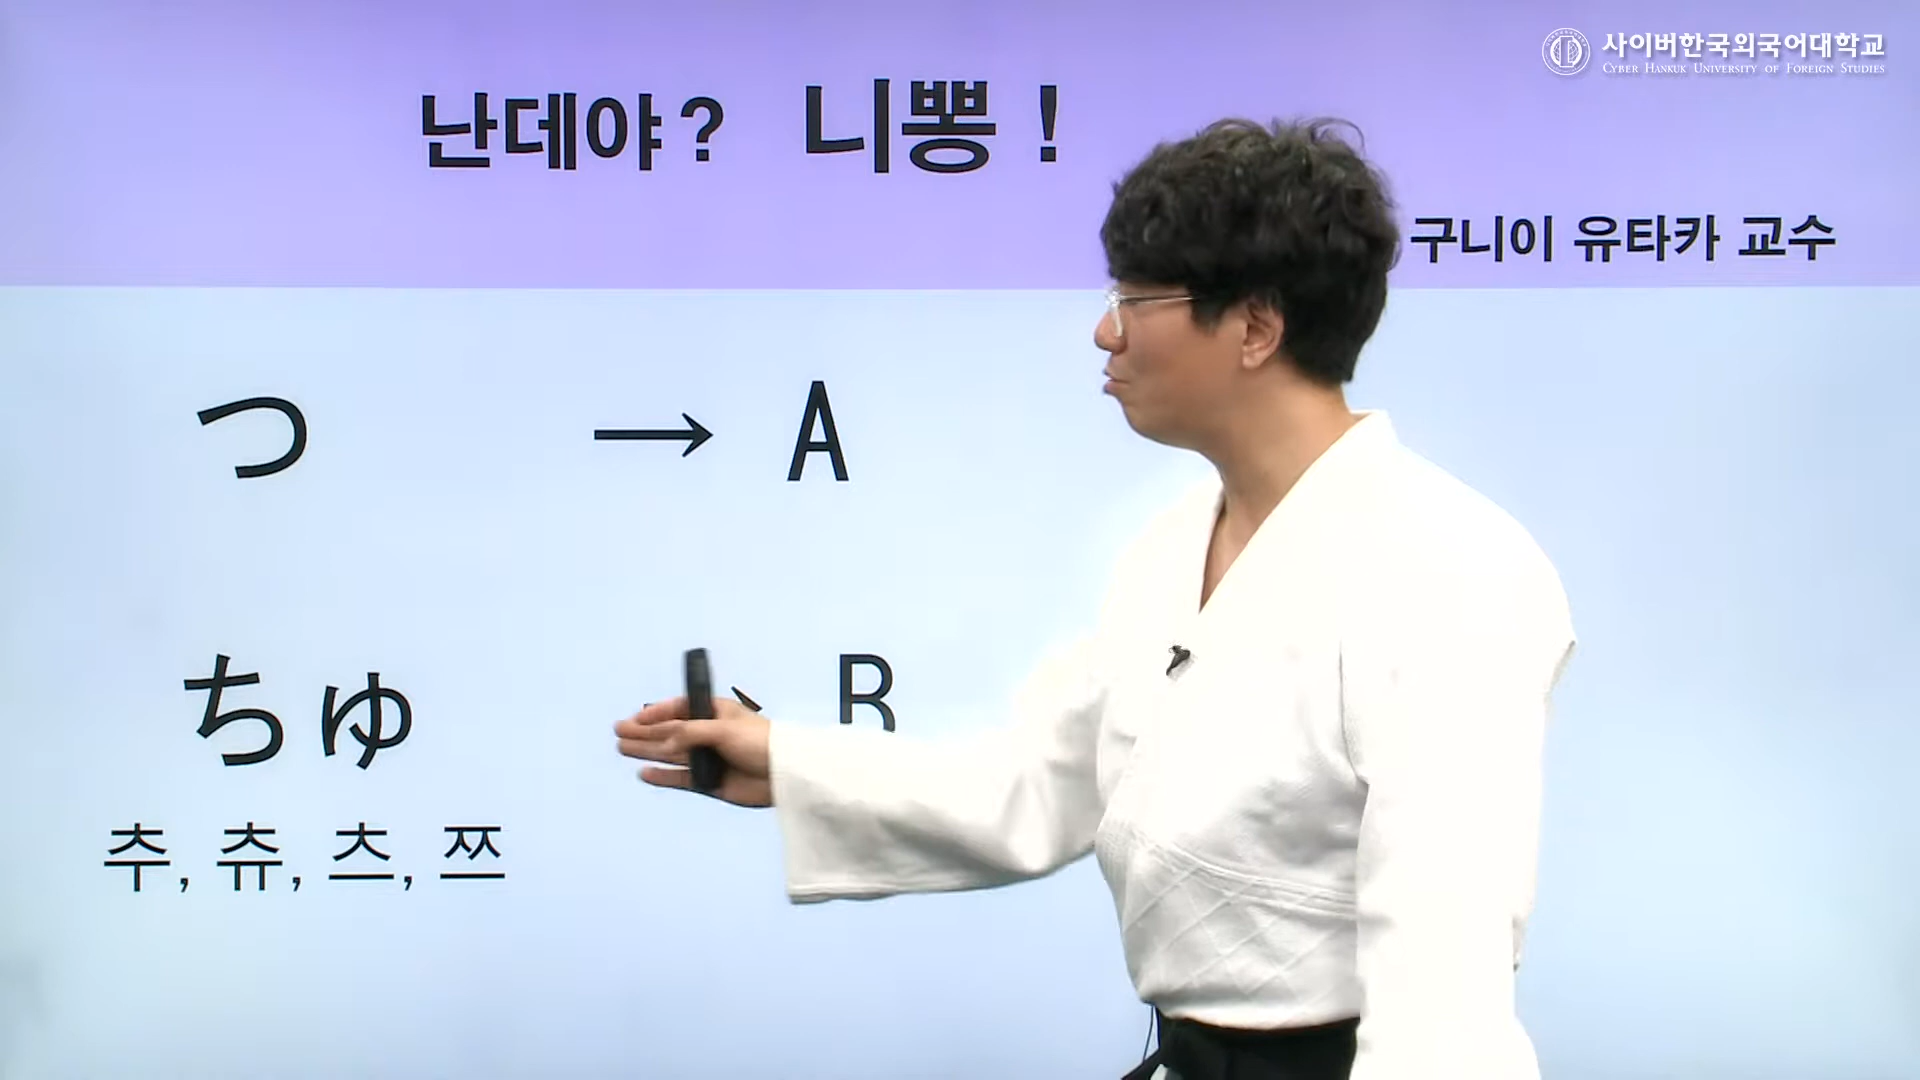 사이버한국외국어대학교
CYBER HANKUK UNIVERSITY OF FOREIGN STUDIES
난데야? 니뽕!
구니이 유타카 교수
つ → A
ちゅ → B
추, 츄, 츠, 쯔